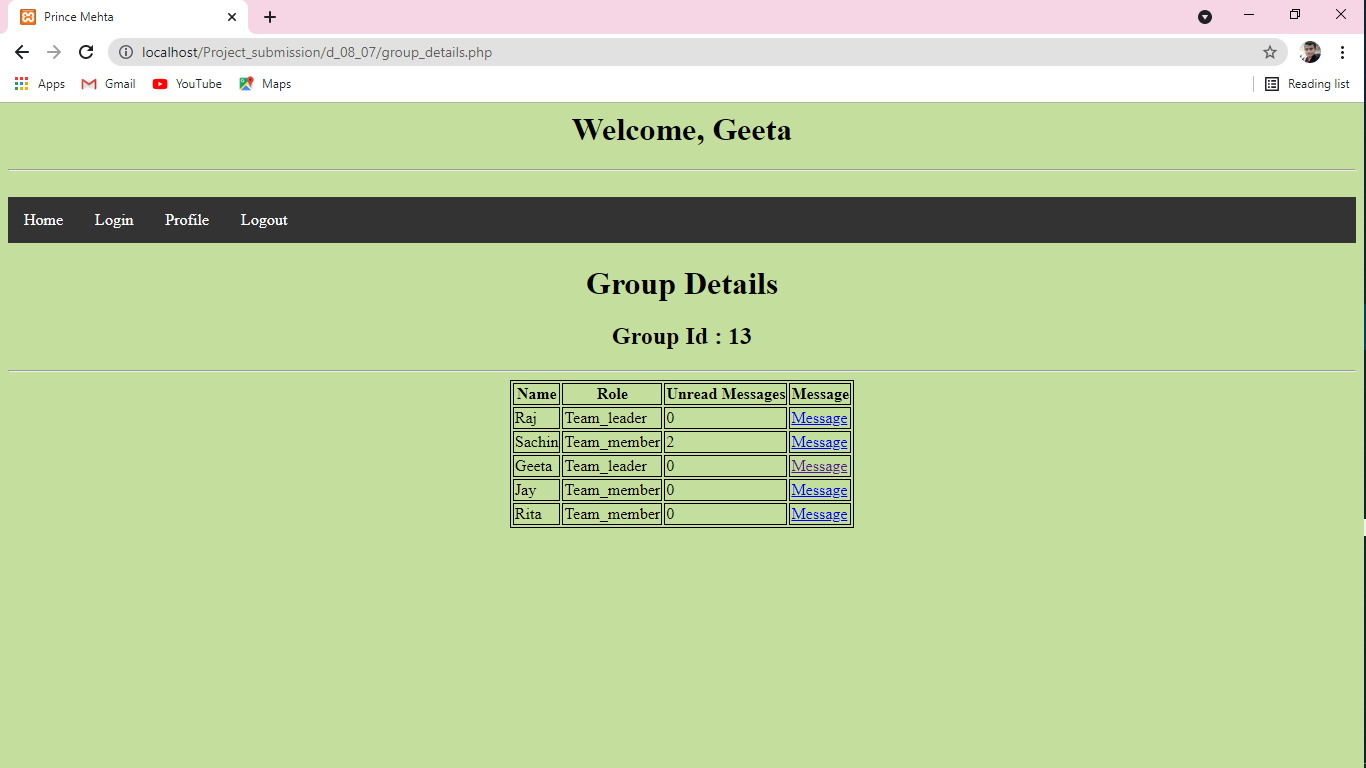 Prince Mehta
localhost/Project_submission/d_08_07/group_details.php
Apps Gmail YouTube Maps Reading list
Welcome, Geeta
Home Login Profile Logout
Group Details
Group Id : 13
Name Role Unread Messages Message
Raj Team_leader 0 Message
Sachin Team_member 2 Message
Geeta Team_leader 0 Message
Jay Team_member 0 Message
Rita Team_member 0 Message